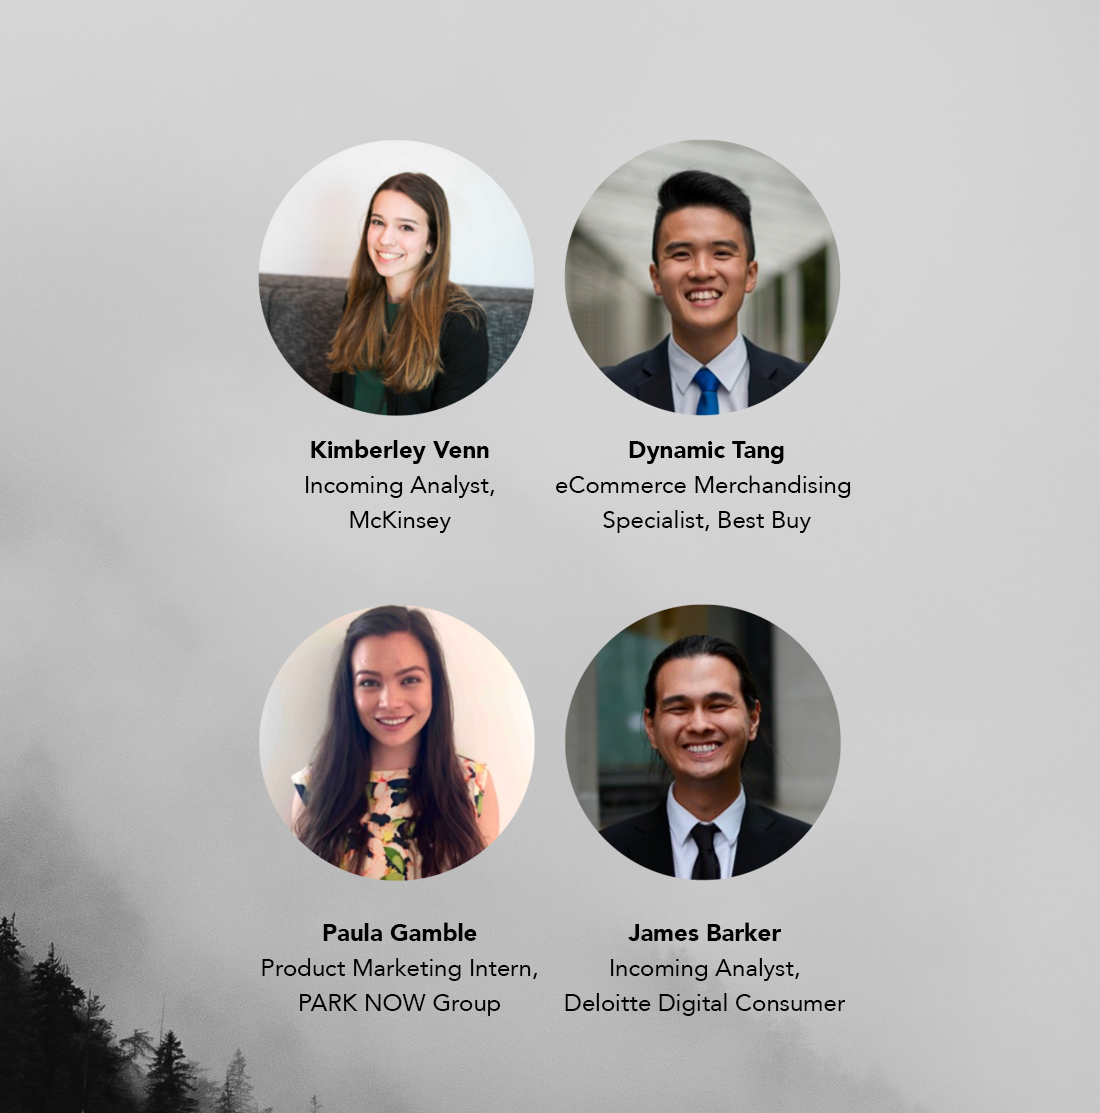 Kimberley Venn
Incoming Analyst,
McKinsey
Dynamic Tang
eCommerce Merchandising
Specialist, Best Buy
Paula Gamble
Product Marketing Intern,
PARK NOW Group
James Barker
Incoming Analyst,
Deloitte Digital Consumer